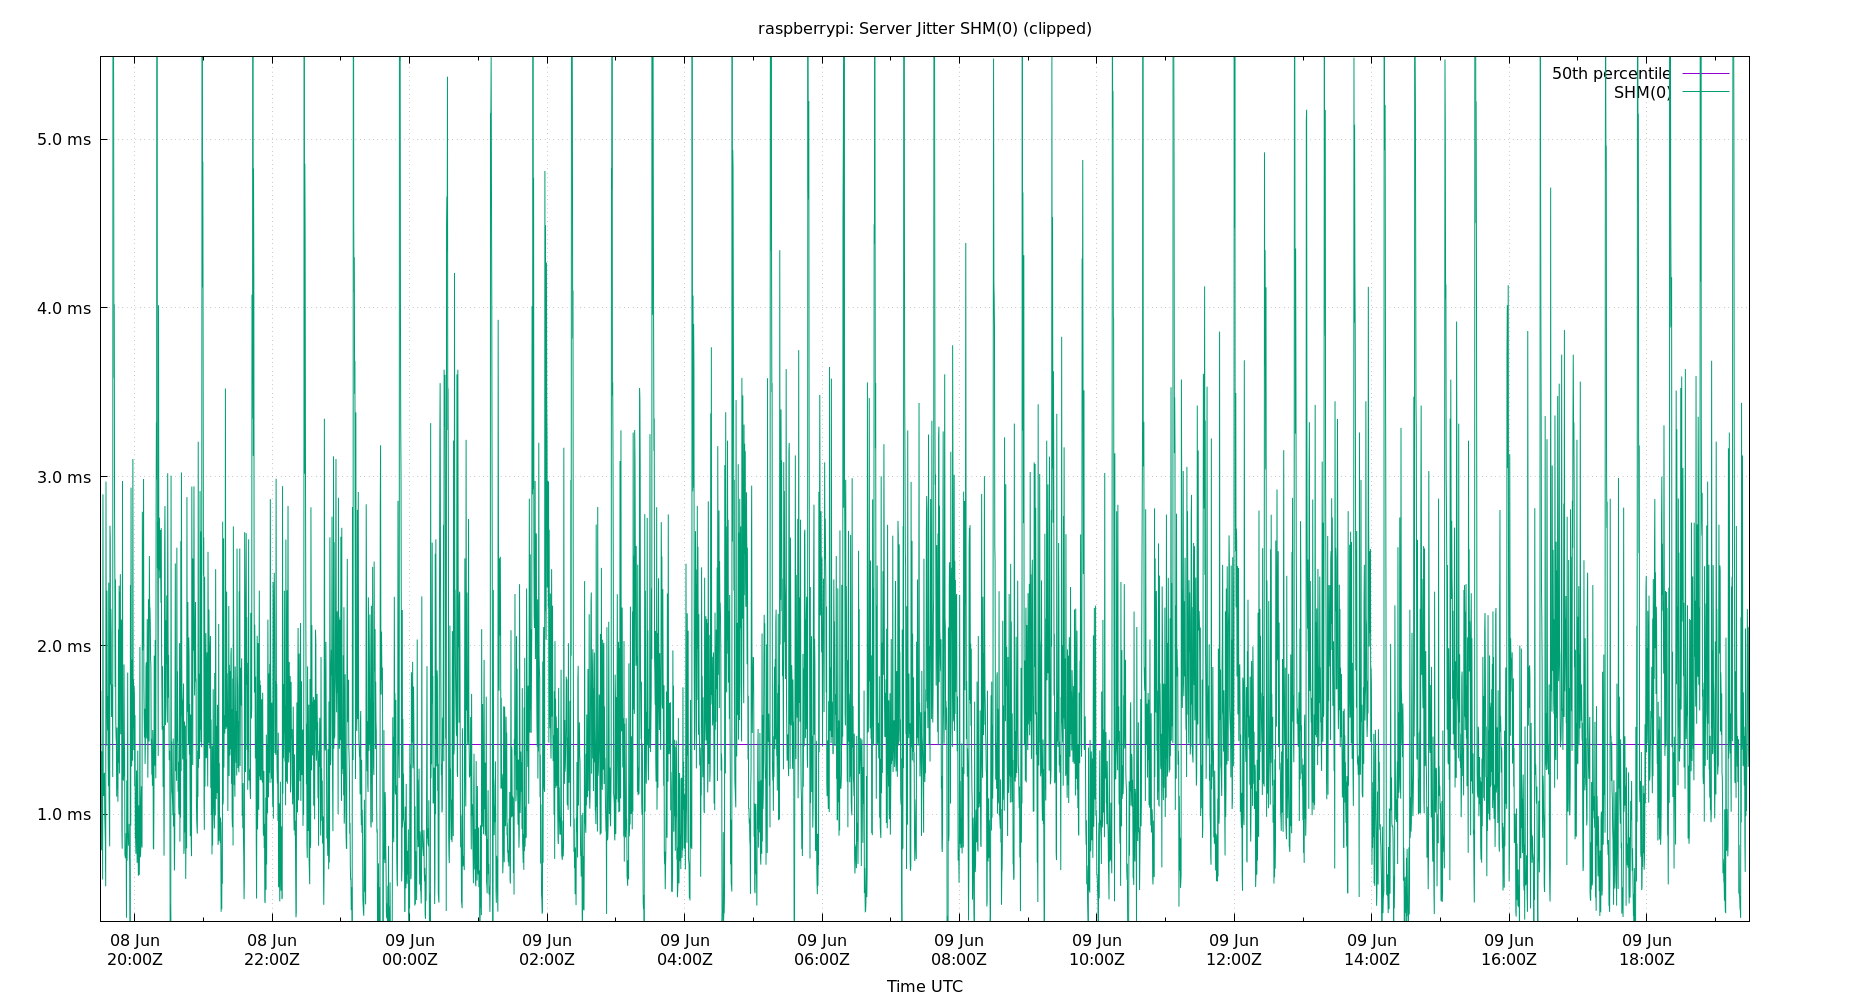 raspberrypi: Server Jitter SHM(0) (clipped)
50th percentile
SHM(0)
5.0 ms
4.0 ms
3.0 ms
2.0 ms
1.0 ms
08 Jun 08 Jun 09 Jun 09 Jun 09 Jun 09 Jun 09 Jun 09 Jun 09 Jun 09 Jun 09 Jun 09 Jun
20:00Z 22:00Z 00:00Z 02:00Z 04:00Z 06:00Z 08:00Z 10:00Z 12:00Z 14:00Z 16:00Z 18:00Z
Time UTC